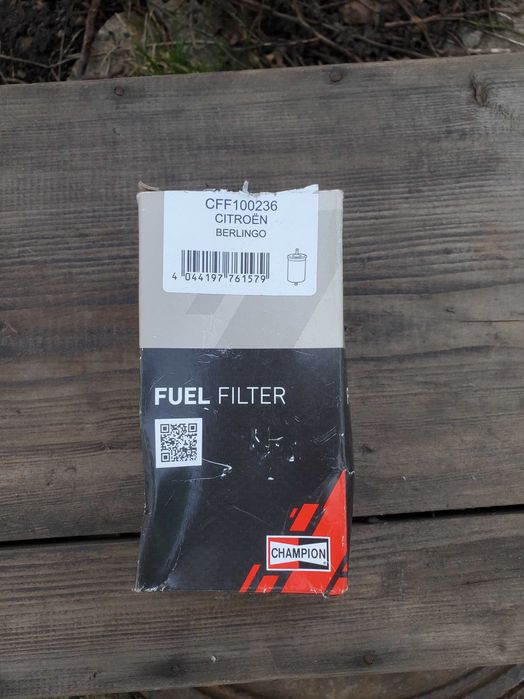 CFF100236
CITROËN
BERLINGO
4 044197 761579
FUEL FILTER
CHAMPION